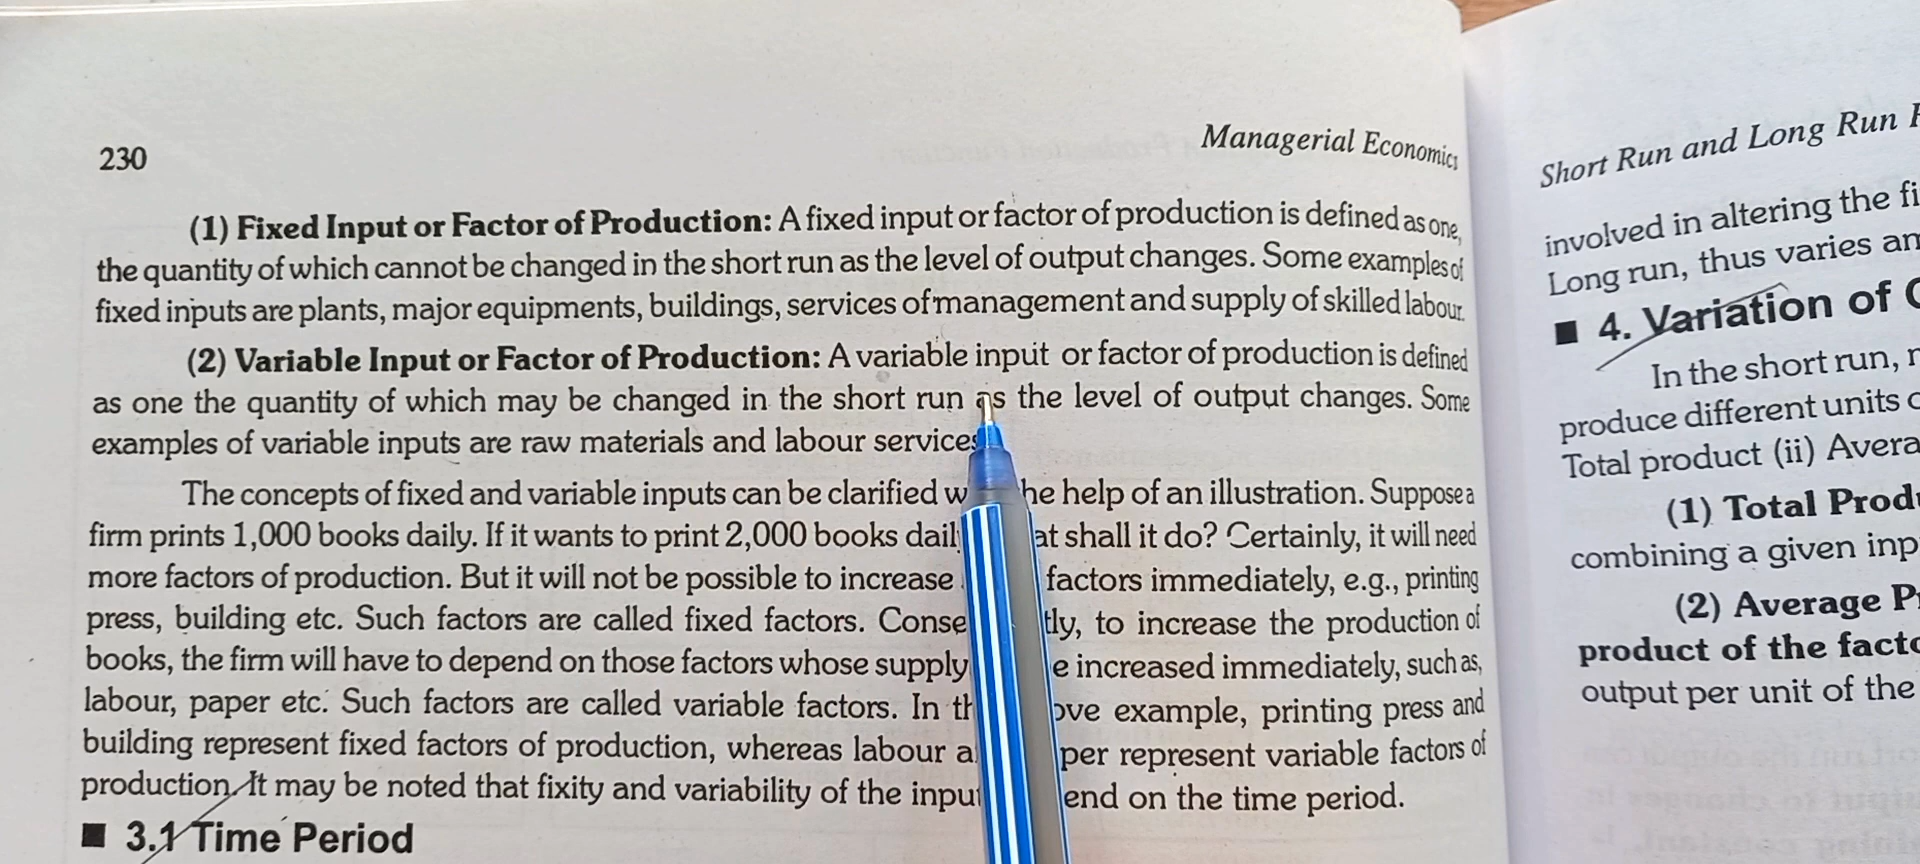 230
Managerial Economics
(1) Fixed Input or Factor of Production: A fixed input or factor of production is defined as one,
the quantity of which cannot be changed in the short run as the level of output changes. Some examples of
fixed inputs are plants, major equipments, buildings, services of management and supply of skilled labour.
(2) Variable Input or Factor of Production: A variable input or factor of production is defined
as one the quantity of which may be changed in the short run as the level of output changes. Some
examples of variable inputs are raw materials and labour services
The concepts of fixed and variable inputs can be clarified w he help of an illustration. Suppose a
firm prints 1,000 books daily. If it wants to print 2,000 books dail at shall it do? Certainly, it will need
more factors of production. But it will not be possible to increase factors immediately, e.g., printing
press, building etc. Such factors are called fixed factors. Conse tly, to increase the production of
books, the firm will have to depend on those factors whose supply e increased immediately, such as,
labour, paper etc. Such factors are called variable factors. In th ove example, printing press and
building represent fixed factors of production, whereas labour a per represent variable factors of
production. It may be noted that fixity and variability of the input end on the time period.
■ 3.1 Time Period
Short Run and Long Run
involved in altering the fi
Long run, thus varies an
■ 4. Variation of
In the short run,
produce different units
Total product (ii) Avera
(1) Total Prod
combining a given inp
(2) Average P
product of the facto
output per unit of the